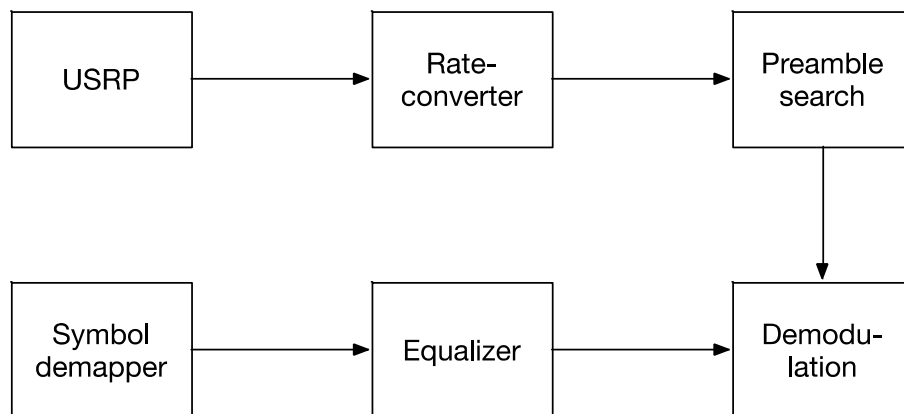 USRP
Rate-
converter
Preamble
search
Symbol
demapper
Equalizer
Demodu-
lation